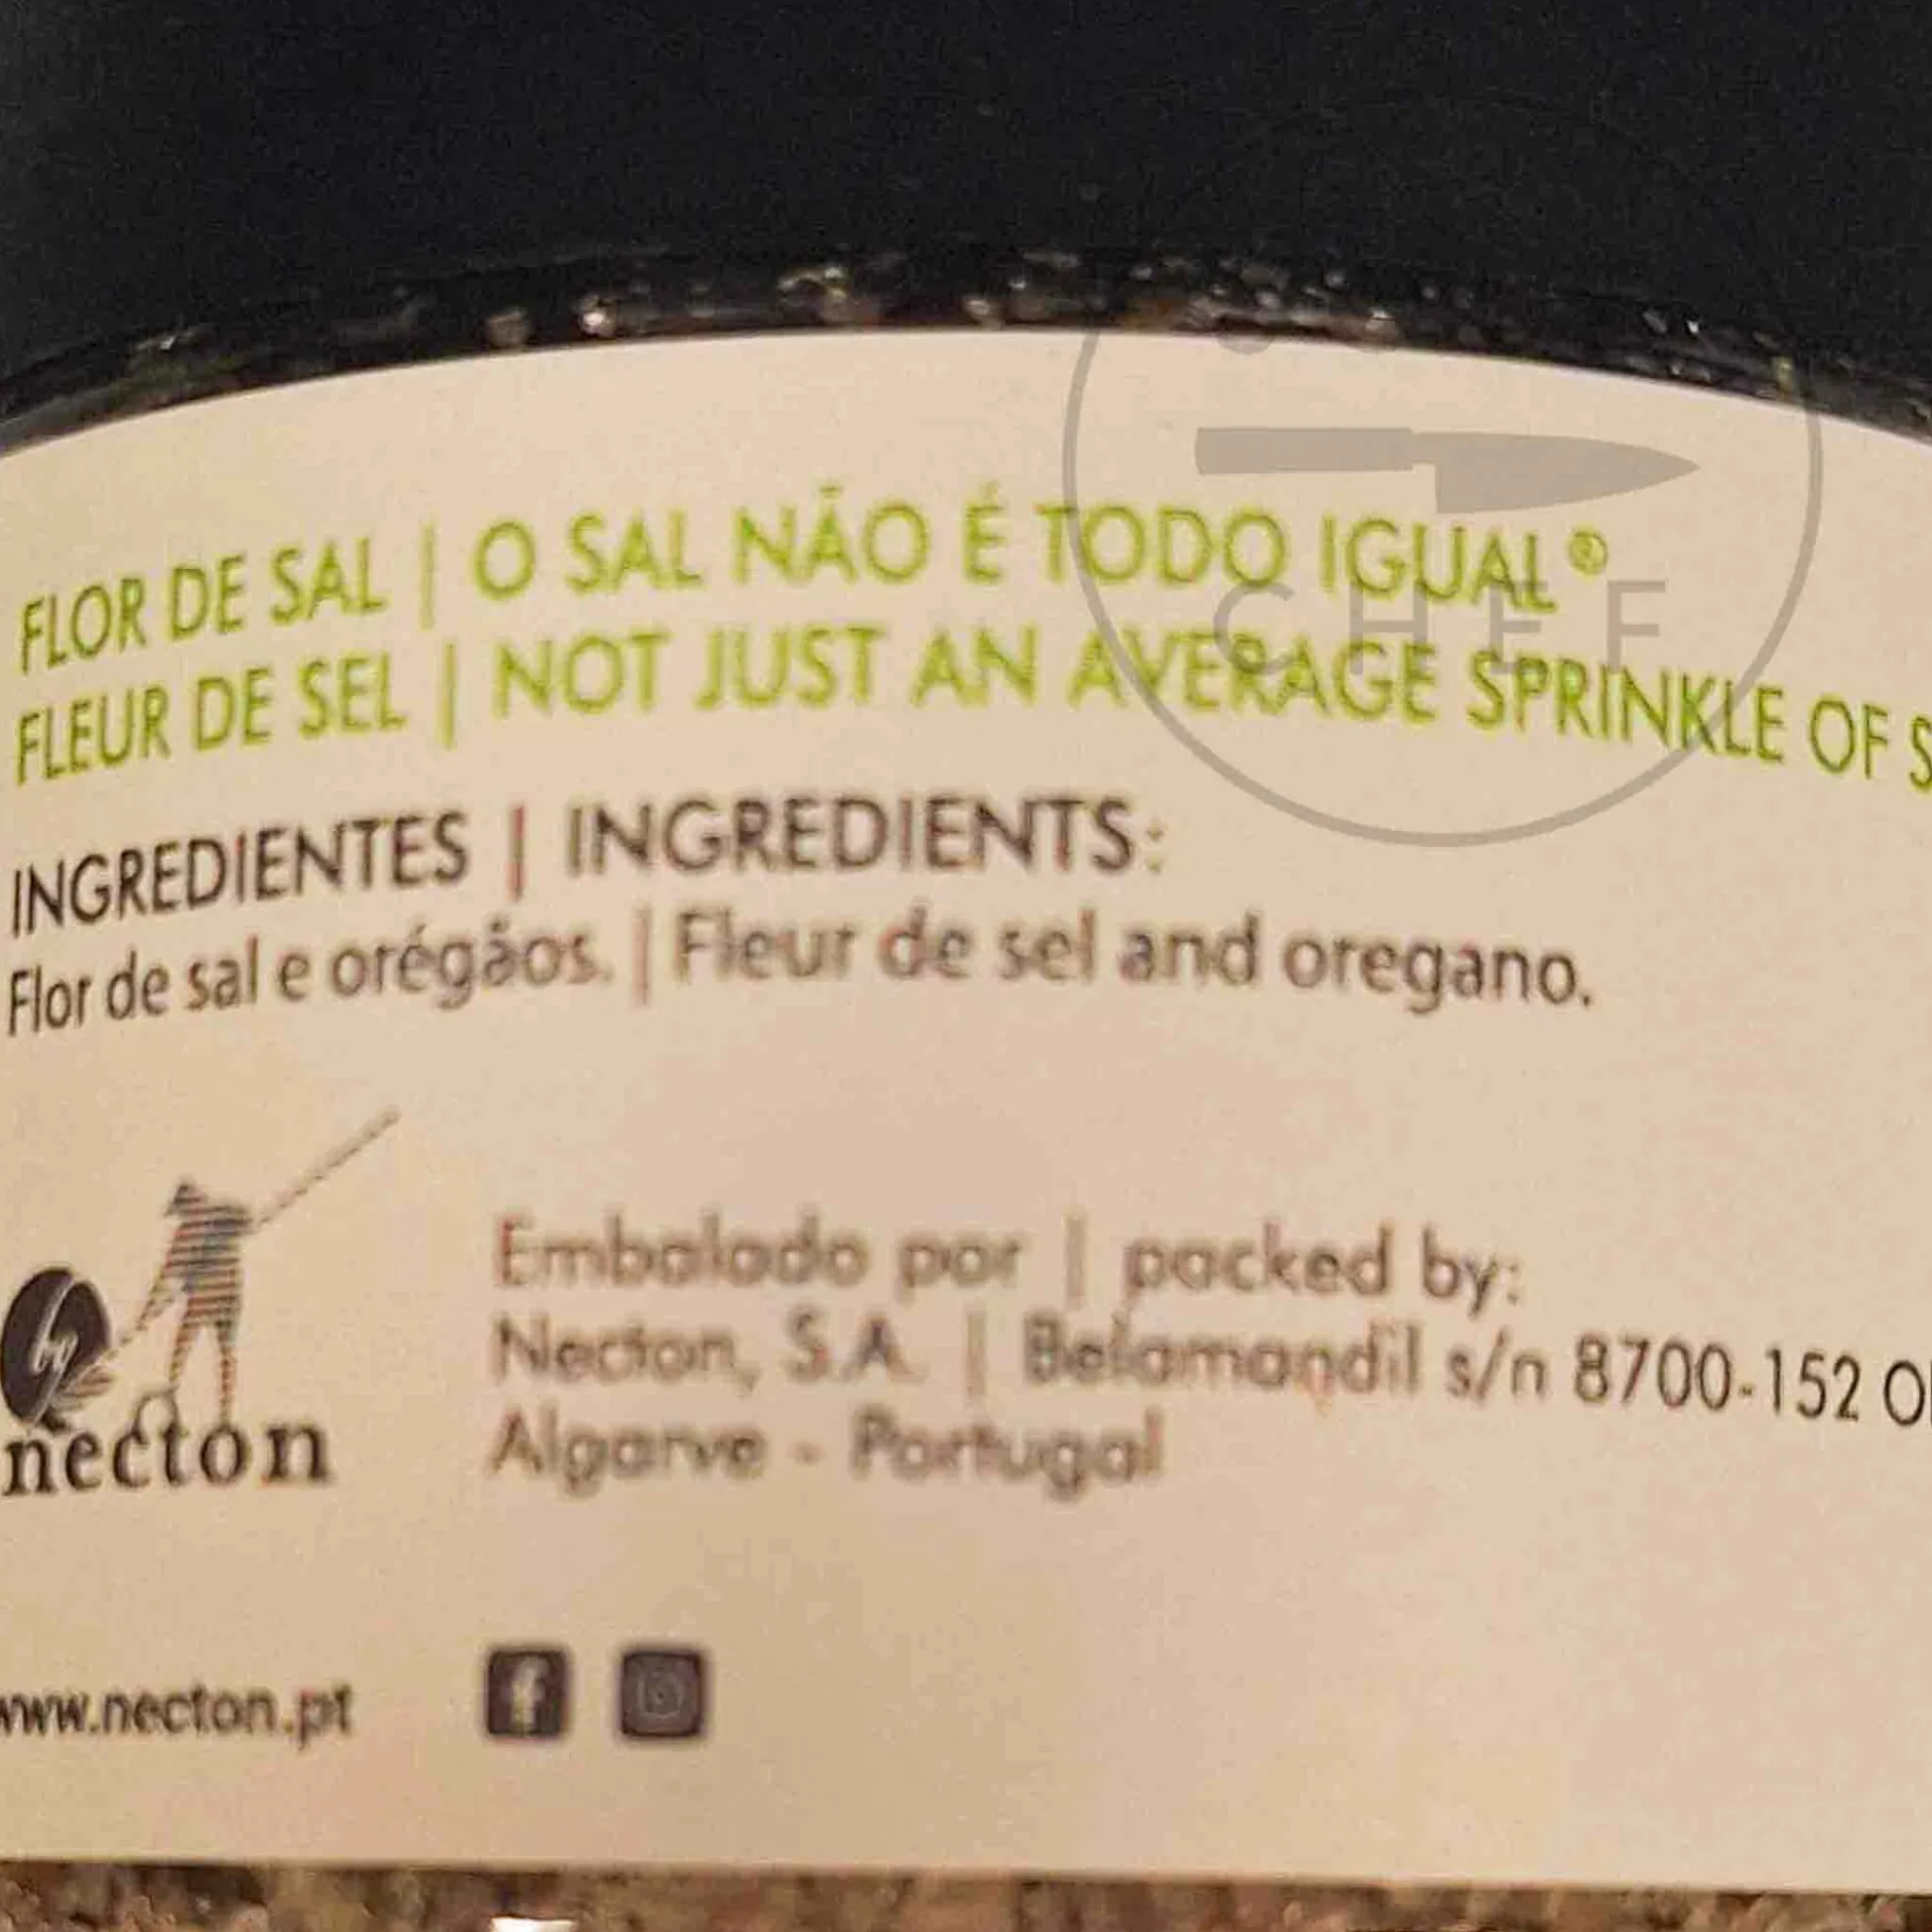 FLOR DE SAL | O SAL NÃO É TODO IGUAL®
FLEUR DE SEL | NOT JUST AN AVERAGE SPRINKLE OF S
CHEF
INGREDIENTES | INGREDIENTS:
Flor de sal e orégãos. | Fleur de sel and oregano.
Embalado por | packed by:
Necton, S.A. | Belamandil s/n 8700-152 Ol
Algarve - Portugal
by
necton
www.necton.pt